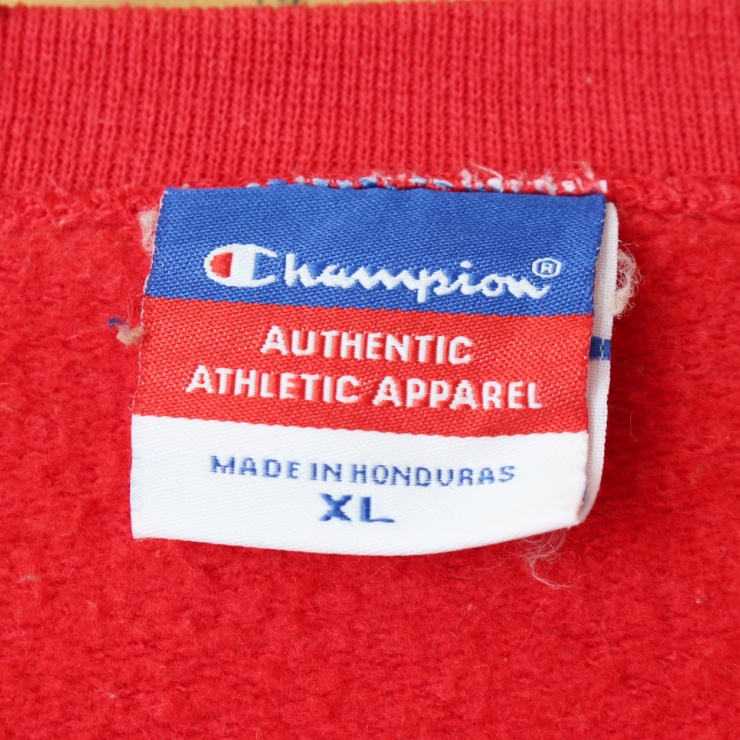 Champion®
AUTHENTIC
ATHLETIC APPAREL
MADE IN HONDURAS
XL